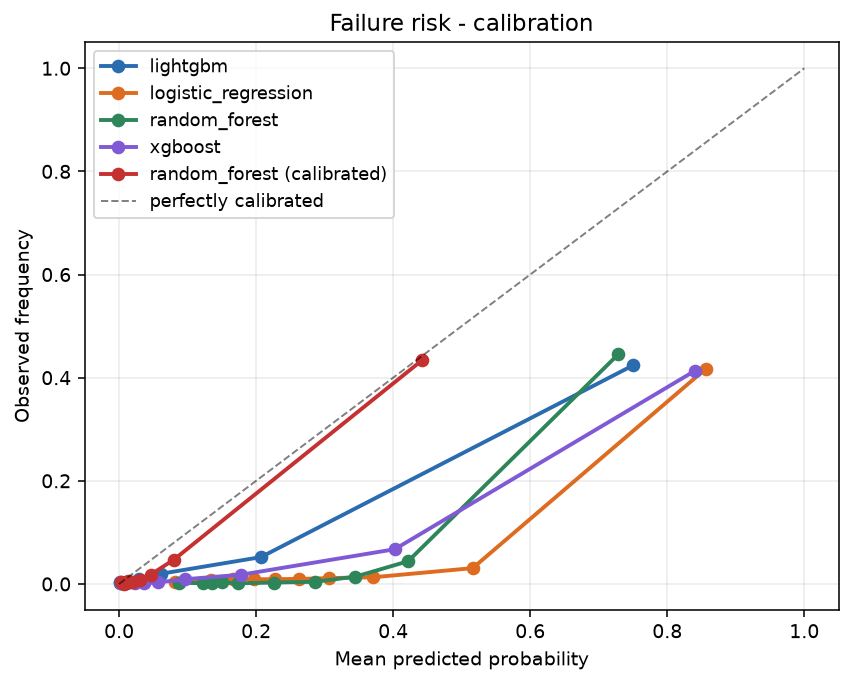 Failure risk - calibration
lightgbm
logistic_regression
random_forest
xgboost
random_forest (calibrated)
perfectly calibrated
1.0
0.8
0.6
0.4
0.2
0.0
Observed frequency
0.0 0.2 0.4 0.6 0.8 1.0
Mean predicted probability